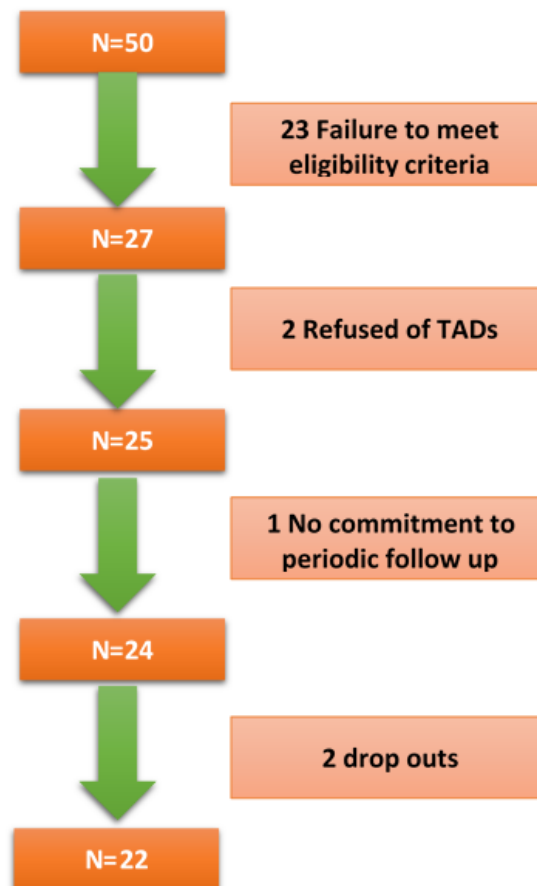 N=50
23 Failure to meet
eligibility criteria
N=27
2 Refused of TADs
N=25
1 No commitment to
periodic follow up
N=24
2 drop outs
N=22